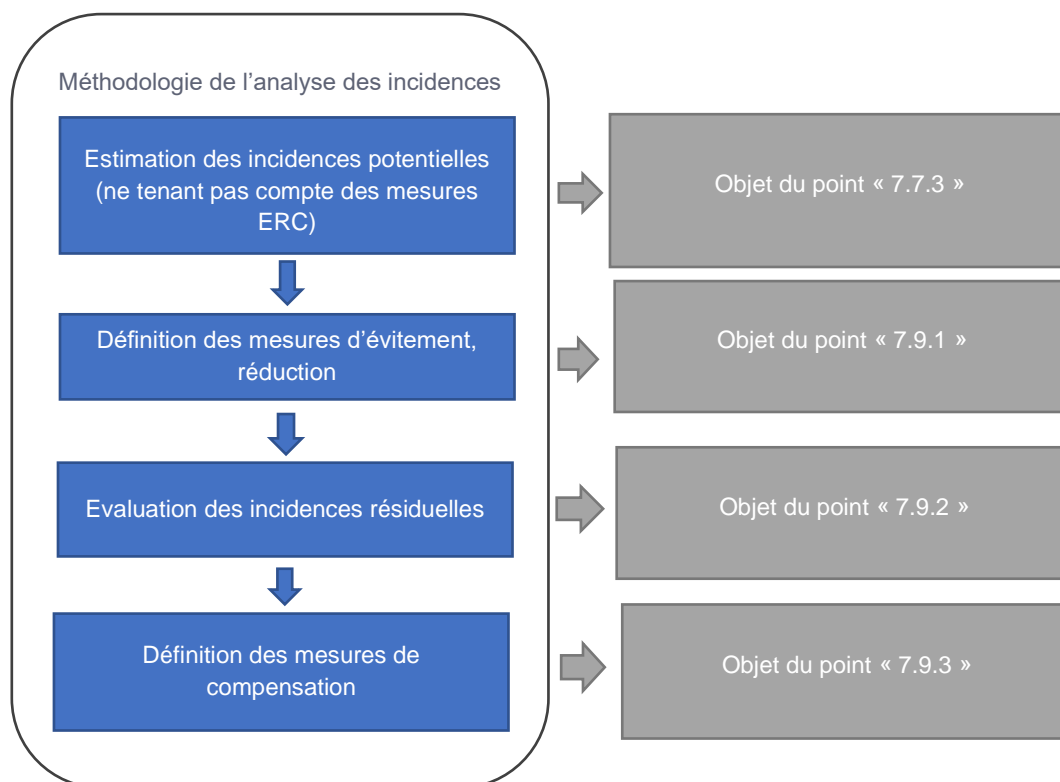 Méthodologie de l’analyse des incidences
Estimation des incidences potentielles
(ne tenant pas compte des mesures
ERC)
Objet du point « 7.7.3 »
Définition des mesures d’évitement,
réduction
Objet du point « 7.9.1 »
Evaluation des incidences résiduelles
Objet du point « 7.9.2 »
Définition des mesures de
compensation
Objet du point « 7.9.3 »